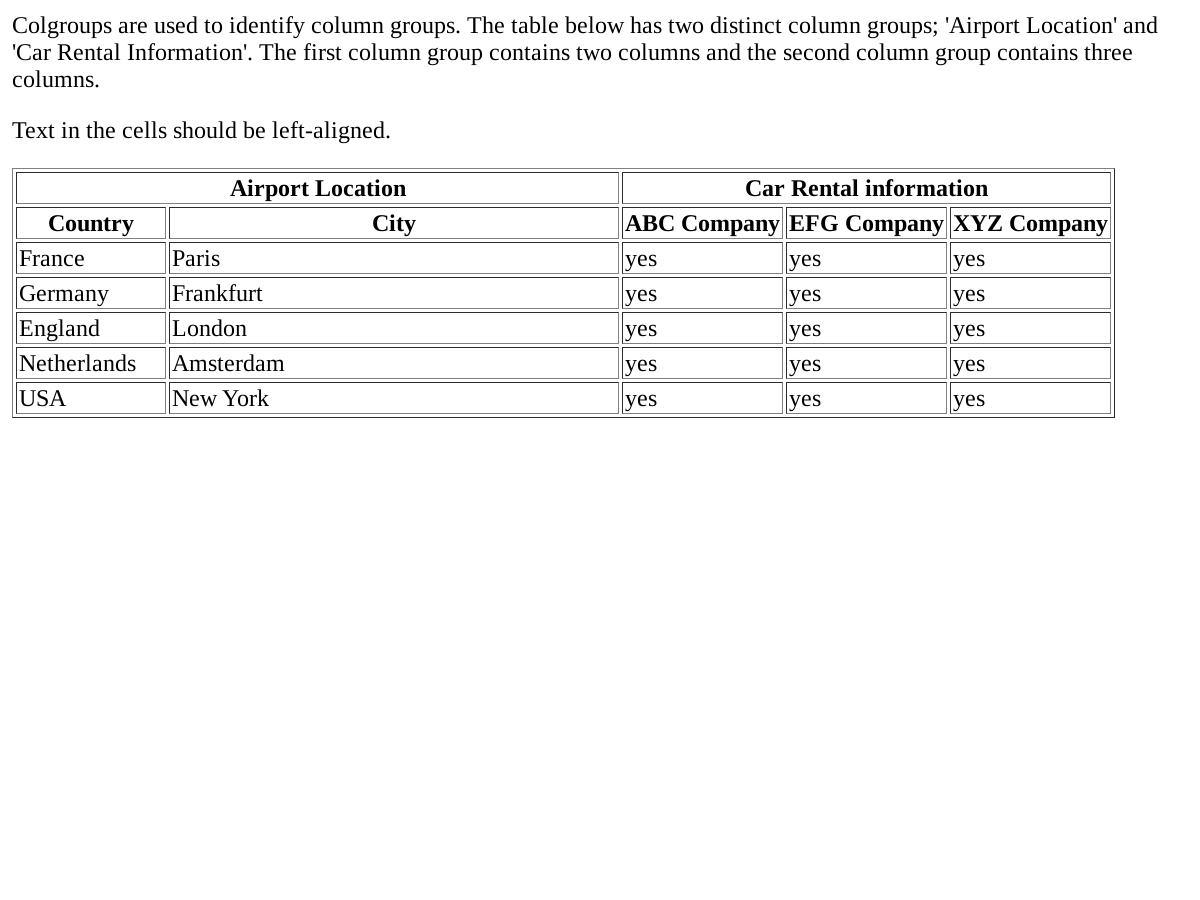 Colgroups are used to identify column groups. The table below has two distinct column groups; 'Airport Location' and
'Car Rental Information'. The first column group contains two columns and the second column group contains three
columns.
Text in the cells should be left-aligned.
Airport Location Car Rental information
Country City ABC Company EFG Company XYZ Company
France Paris yes yes yes
Germany Frankfurt yes yes yes
England London yes yes yes
Netherlands Amsterdam yes yes yes
USA New York yes yes yes